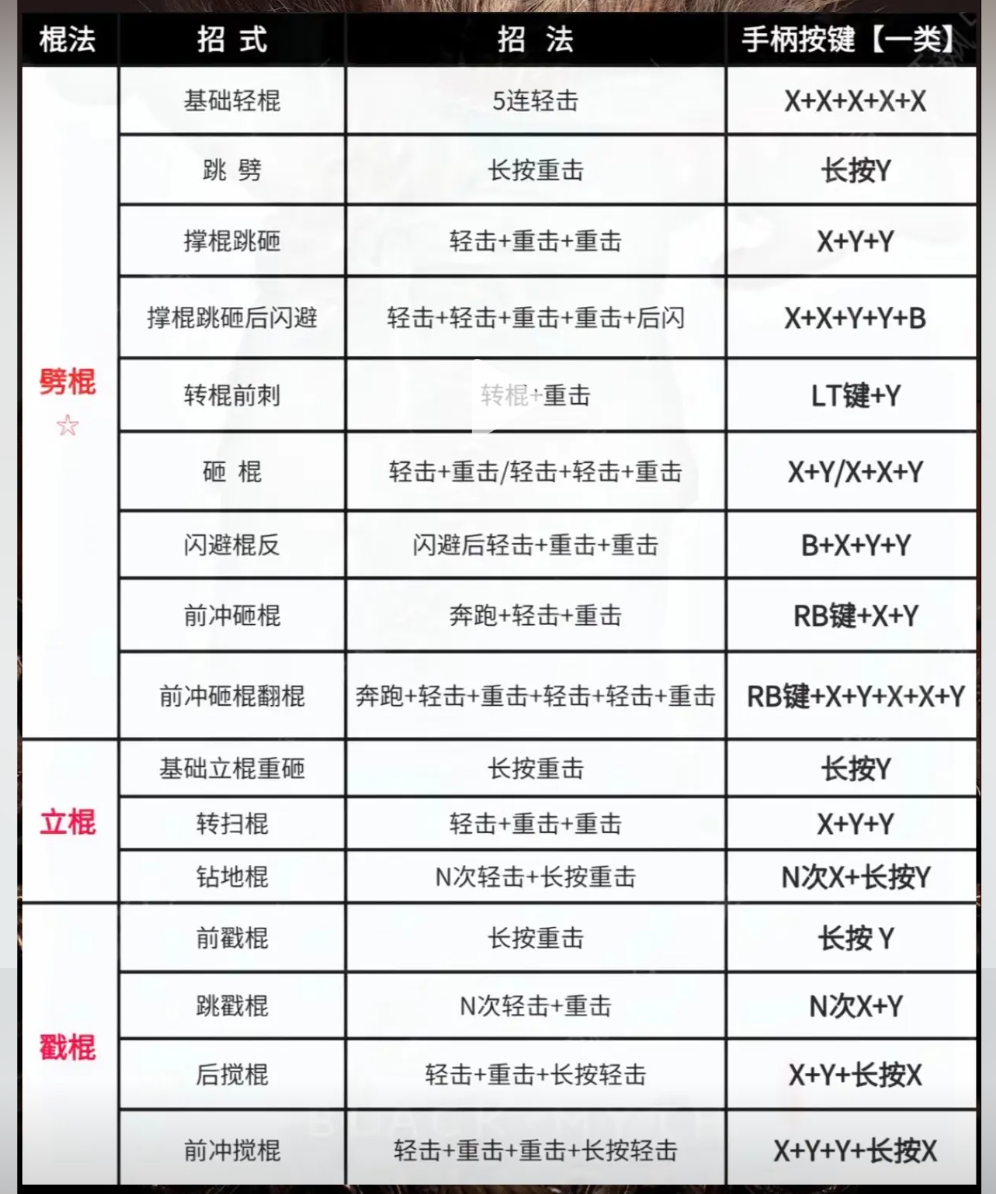 棍法 招 式 招 法 手柄按键【一类】
基础轻棍 5连轻击 X+X+X+X+X
跳 劈 长按重击 长按Y
撑棍跳砸 轻击+重击+重击 X+Y+Y
撑棍跳砸后闪避 轻击+轻击+重击+重击+后闪 X+X+Y+Y+B
劈棍
☆
转棍前刺 转棍+重击 LT键+Y
砸 棍 轻击+重击/轻击+轻击+重击 X+Y/X+X+Y
闪避棍反 闪避后轻击+重击+重击 B+X+Y+Y
前冲砸棍 奔跑+轻击+重击 RB键+X+Y
前冲砸棍翻棍 奔跑+轻击+重击+轻击+轻击+重击 RB键+X+Y+X+X+Y
基础立棍重砸 长按重击 长按Y
立棍 转扫棍 轻击+重击+重击 X+Y+Y
钻地棍 N次轻击+长按重击 N次X+长按Y
前戳棍 长按重击 长按 Y
跳戳棍 N次轻击+重击 N次X+Y
戳棍
后搅棍 轻击+重击+长按轻击 X+Y+长按X
前冲搅棍 轻击+重击+重击+长按轻击 X+Y+Y+长按X